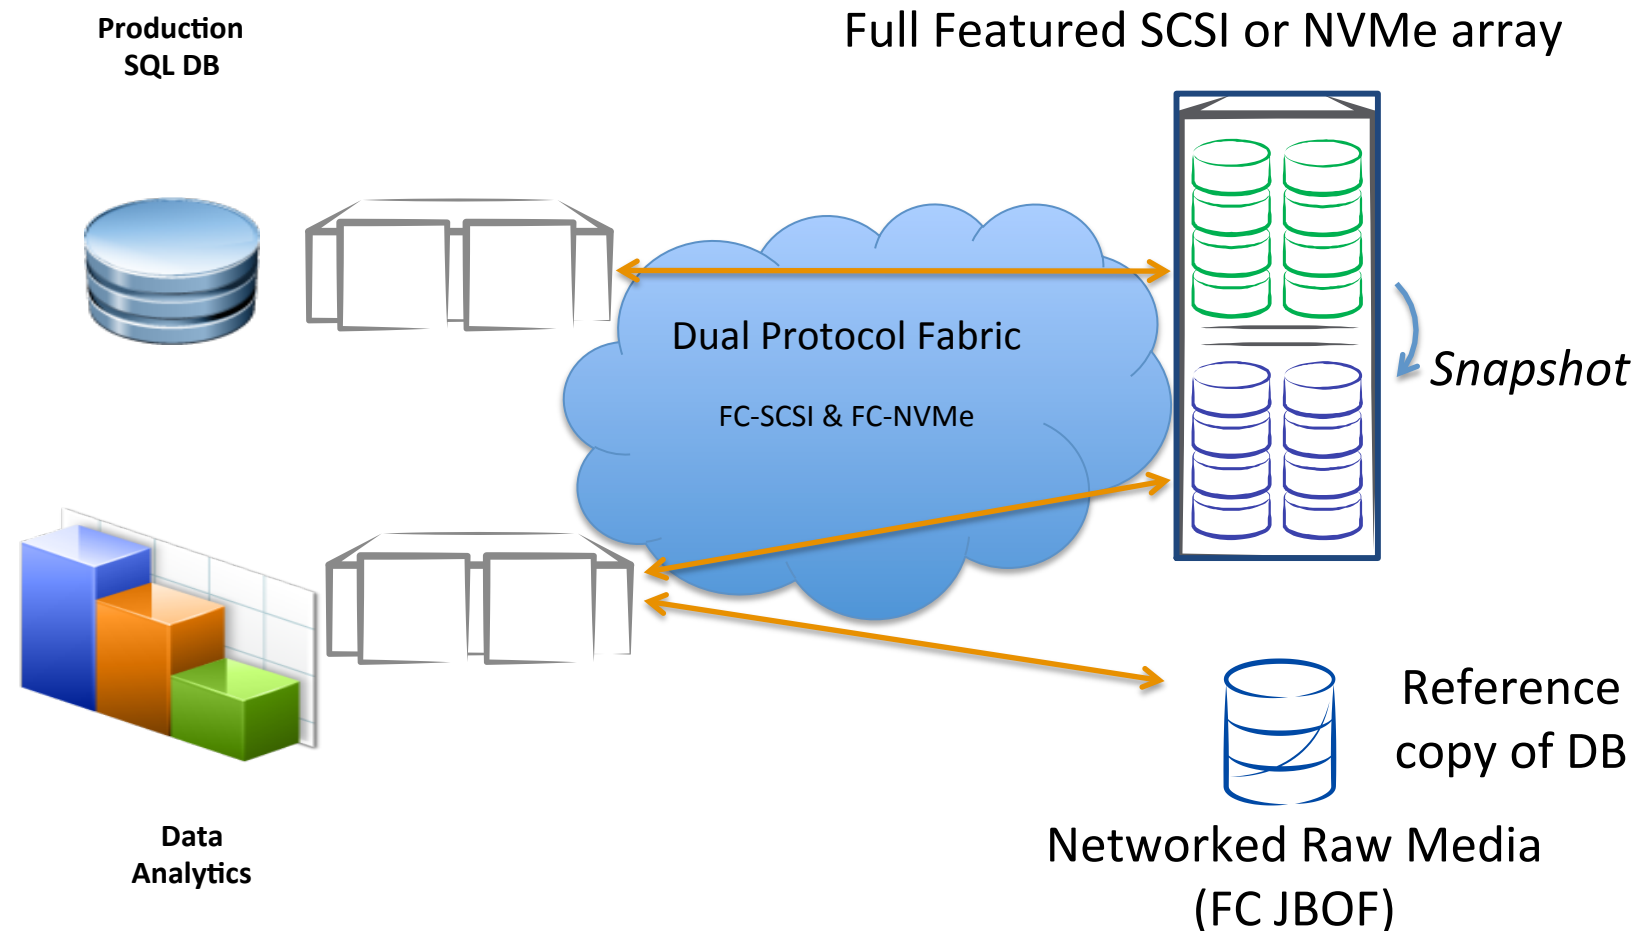 Production
SQL DB
Full Featured SCSI or NVMe array
Dual Protocol Fabric
FC-SCSI & FC-NVMe
Snapshot
Reference
copy of DB
Data
Analytics
Networked Raw Media
(FC JBOF)